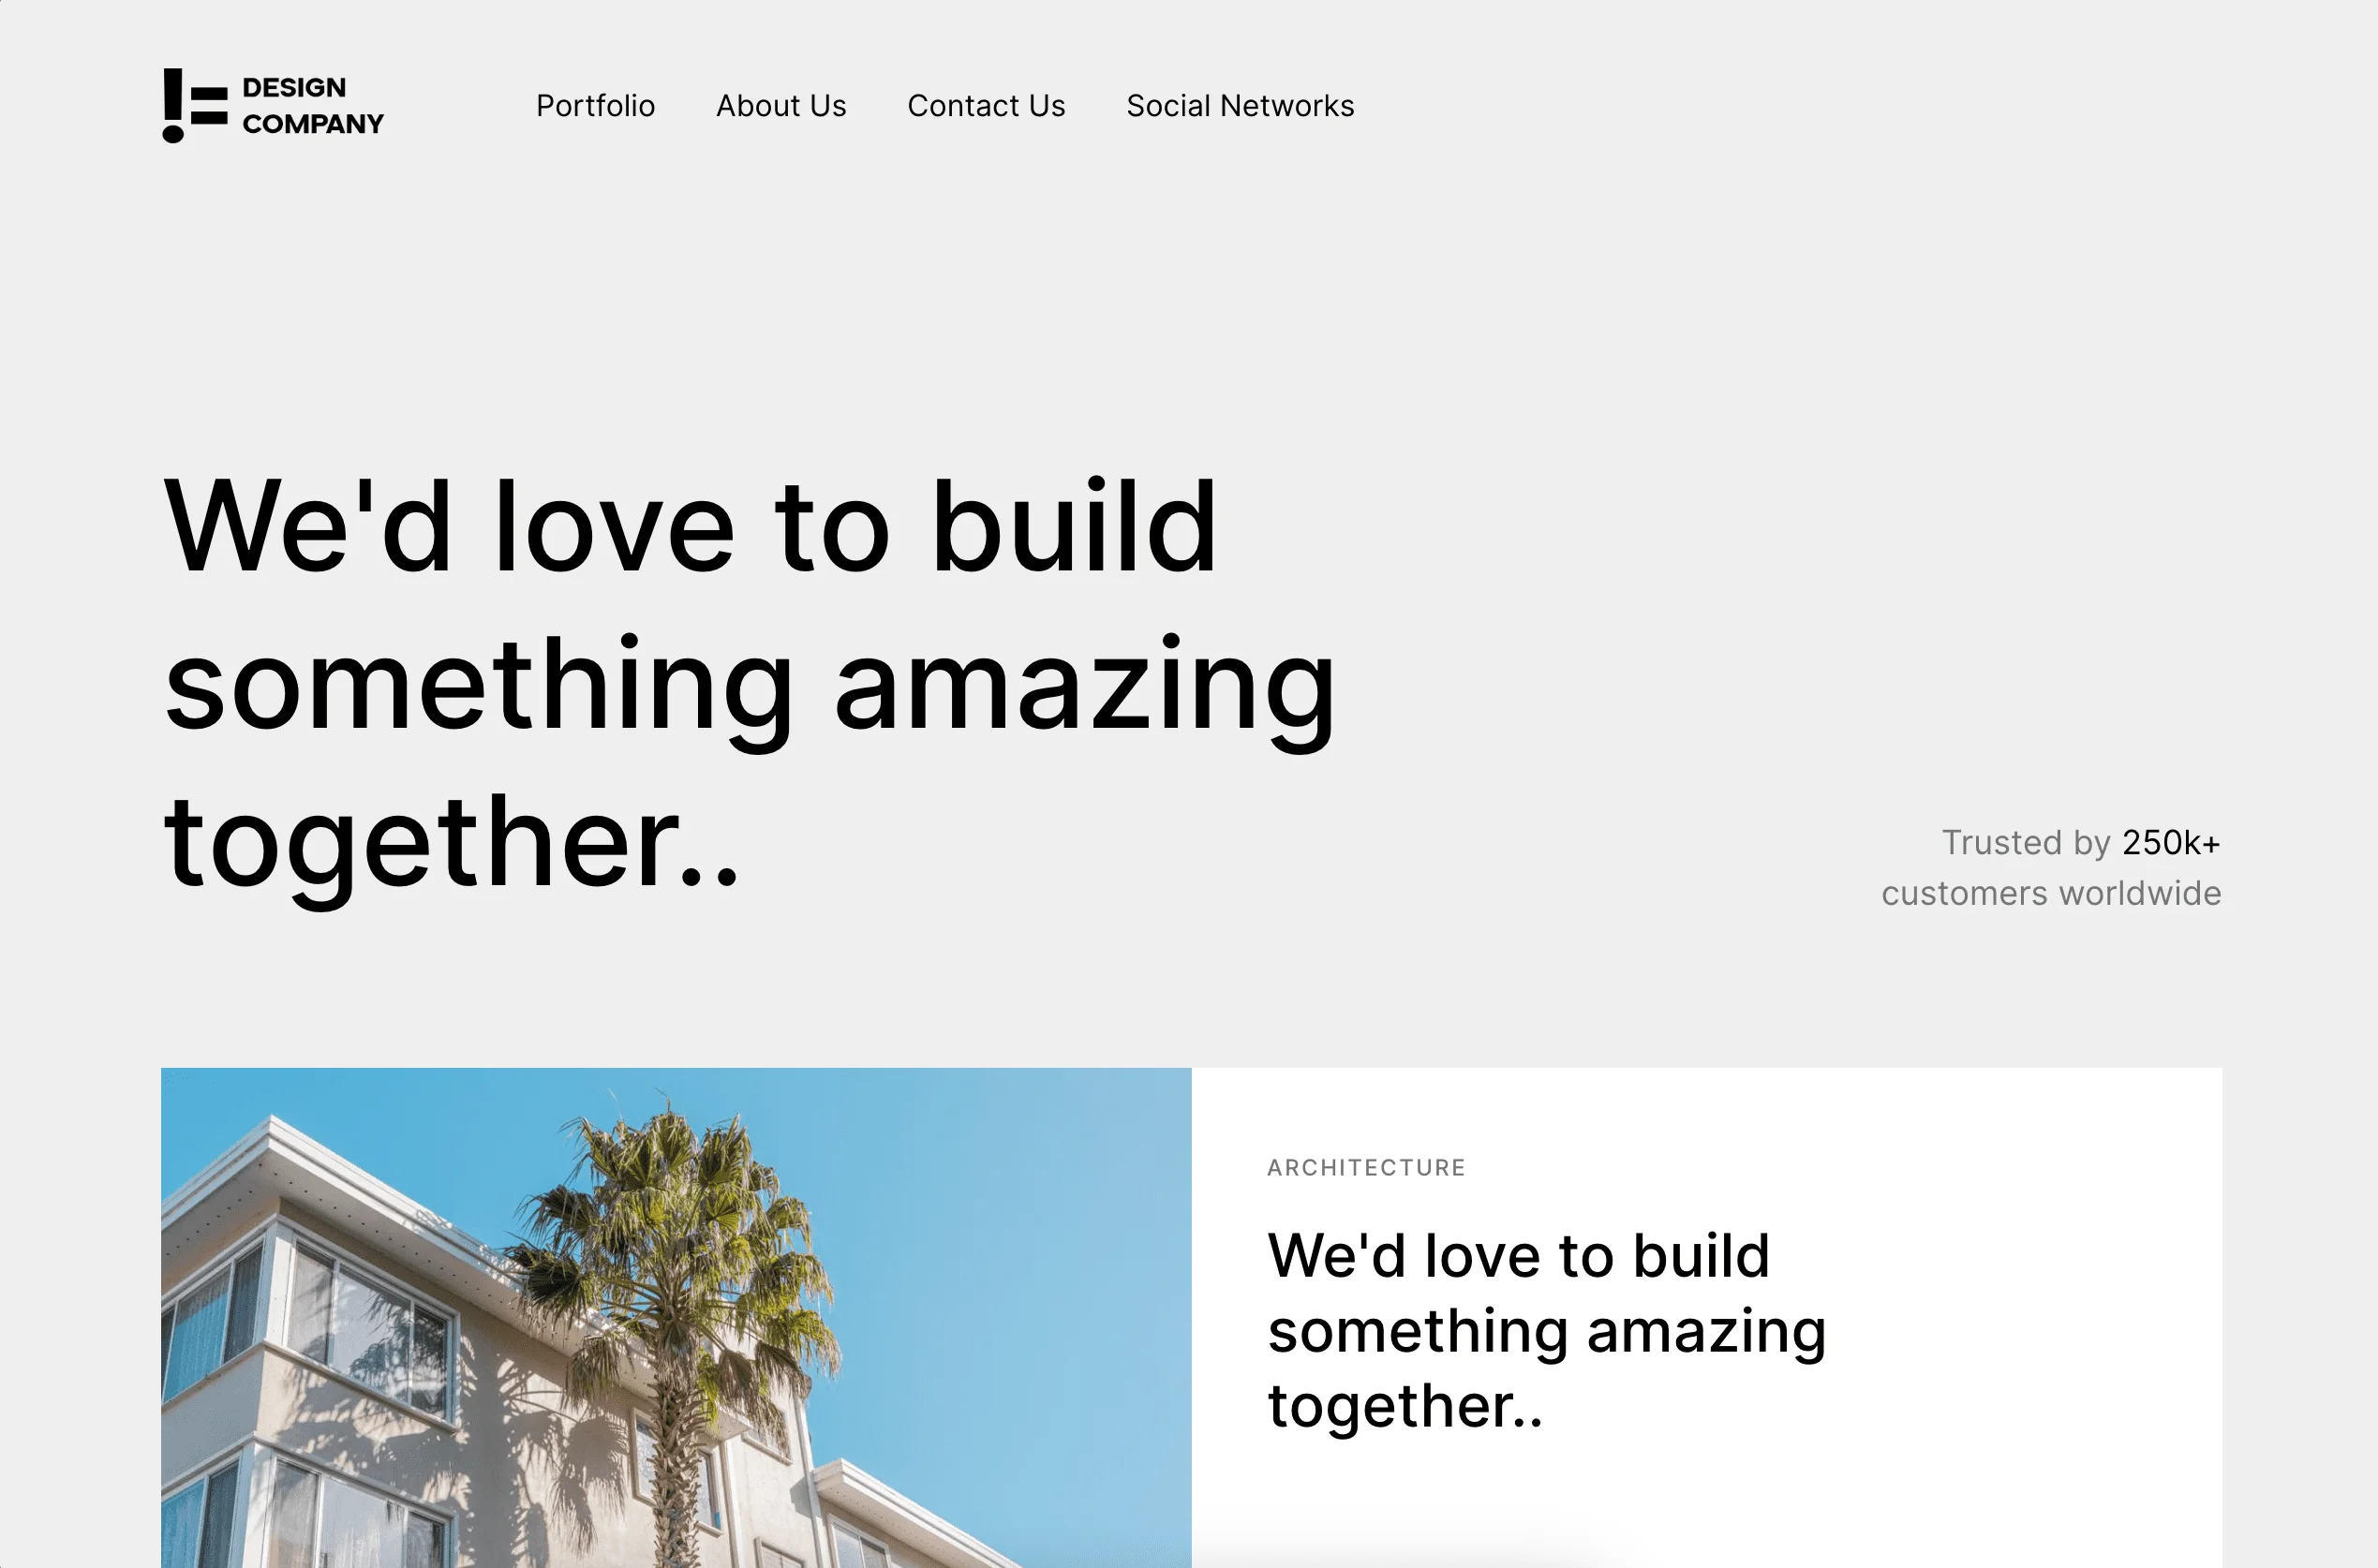 != DESIGN
COMPANY
Portfolio About Us Contact Us Social Networks
We'd love to build
something amazing
together..
Trusted by 250k+
customers worldwide
ARCHITECTURE
We'd love to build
something amazing
together..